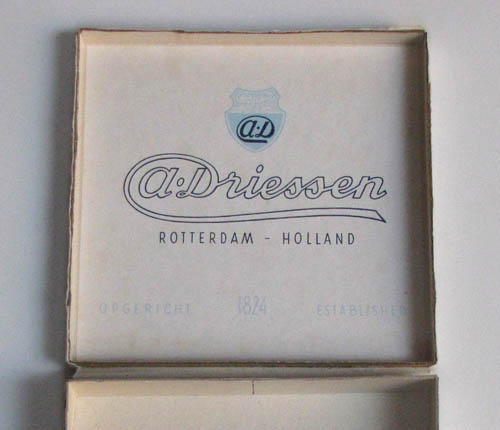 A.D
A. Driessen
ROTTERDAM - HOLLAND
OPGERICHT 1824 ESTABLISHED